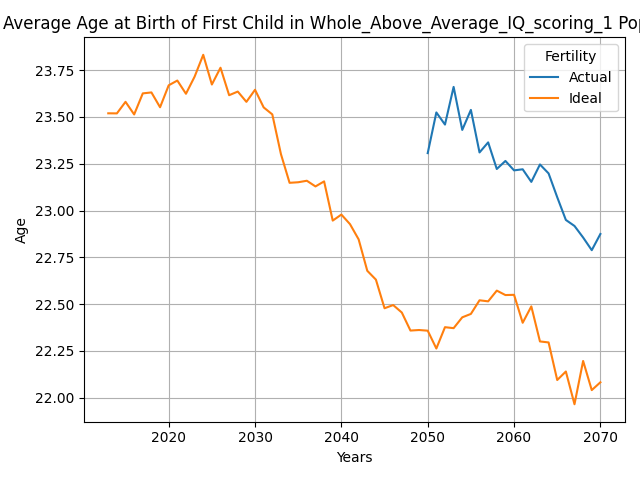 Average Age at Birth of First Child in Whole_Above_Average_IQ_scoring_1 Po
Fertility
Actual
Ideal
23.75
23.50
23.25
23.00
22.75
22.50
22.25
22.00
Age
2020 2030 2040 2050 2060 2070
Years